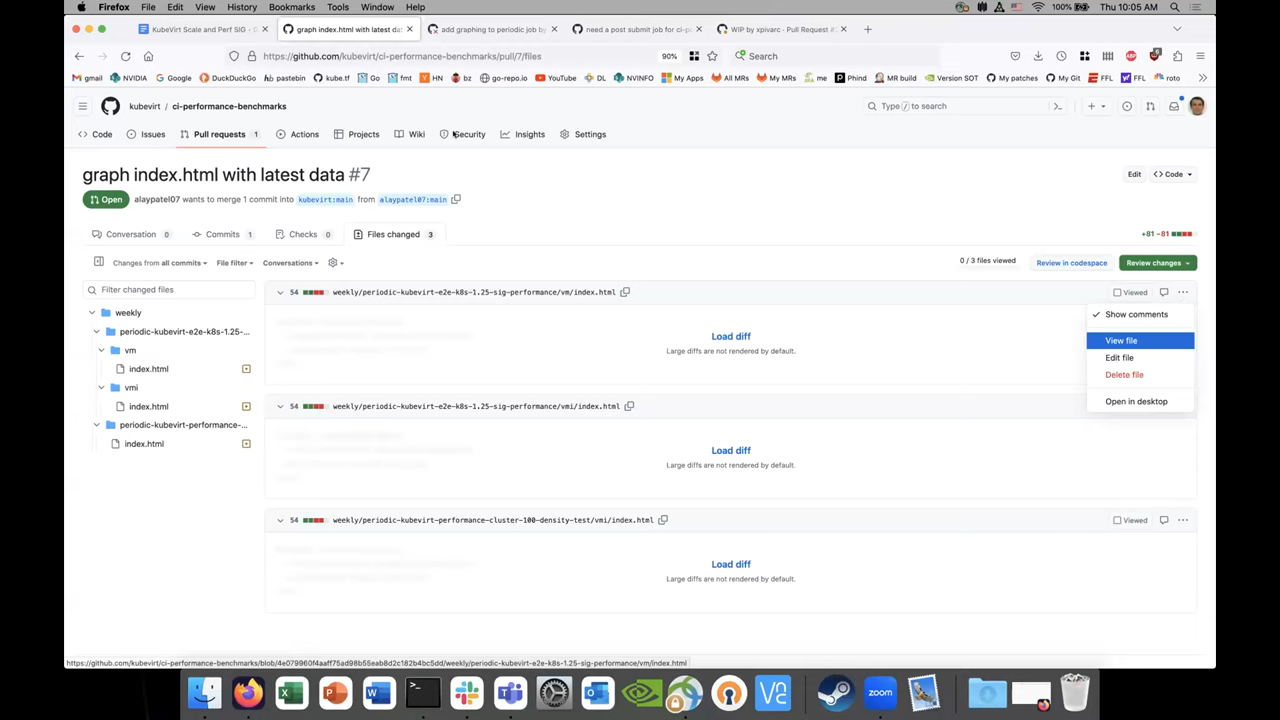 Firefox File Edit View History Bookmarks Tools Window Help 100% Thu 10:05 AM
KubeVirt Scale and Perf SIG - D graph index.html with latest dat add graphing to periodic job by need a post submit job for ci-p WIP by xpivarc · Pull Request #
https://github.com/kubevirt/ci-performance-benchmarks/pull/7/files 90% Search
gmail NVIDIA Google DuckDuckGo pastebin kube.tf Got fmt HN bz go-repo.io YouTube DL NVINFO My Apps All MRs My MRs me Phind MR build Version SOT My patches My Git FFL FFL roto
kubevirt / ci-performance-benchmarks Type / to search
Code Issues Pull requests 1 Actions Projects Wiki Security Insights Settings
graph index.html with latest data #7 Edit Code
Open alaypatel07 wants to merge 1 commit into kubevirt:main from alaypatel07:main
Conversation 0 Commits 1 Checks 0 Files changed 3 +81 −81
Changes from all commits File filter Conversations 0 / 3 files viewed Review in codespace Review changes
Filter changed files
54 weekly/periodic-kubevirt-e2e-k8s-1.25-sig-performance/vm/index.html Viewed
weekly
periodic-kubevirt-e2e-k8s-1.25-...
vm
index.html
vmi
index.html
periodic-kubevirt-performance-...
index.html
Load diff
Large diffs are not rendered by default.
Show comments
View file
Edit file
Delete file
Open in desktop
54 weekly/periodic-kubevirt-e2e-k8s-1.25-sig-performance/vmi/index.html
Load diff
Large diffs are not rendered by default.
54 weekly/periodic-kubevirt-performance-cluster-100-density-test/vmi/index.html Viewed
Load diff
Large diffs are not rendered by default.
https://github.com/kubevirt/ci-performance-benchmarks/blob/4e079960f4aaff75ad98b55eab8d2c182b4bc5dd/weekly/periodic-kubevirt-e2e-k8s-1.25-sig-performance/vm/index.html
zoom